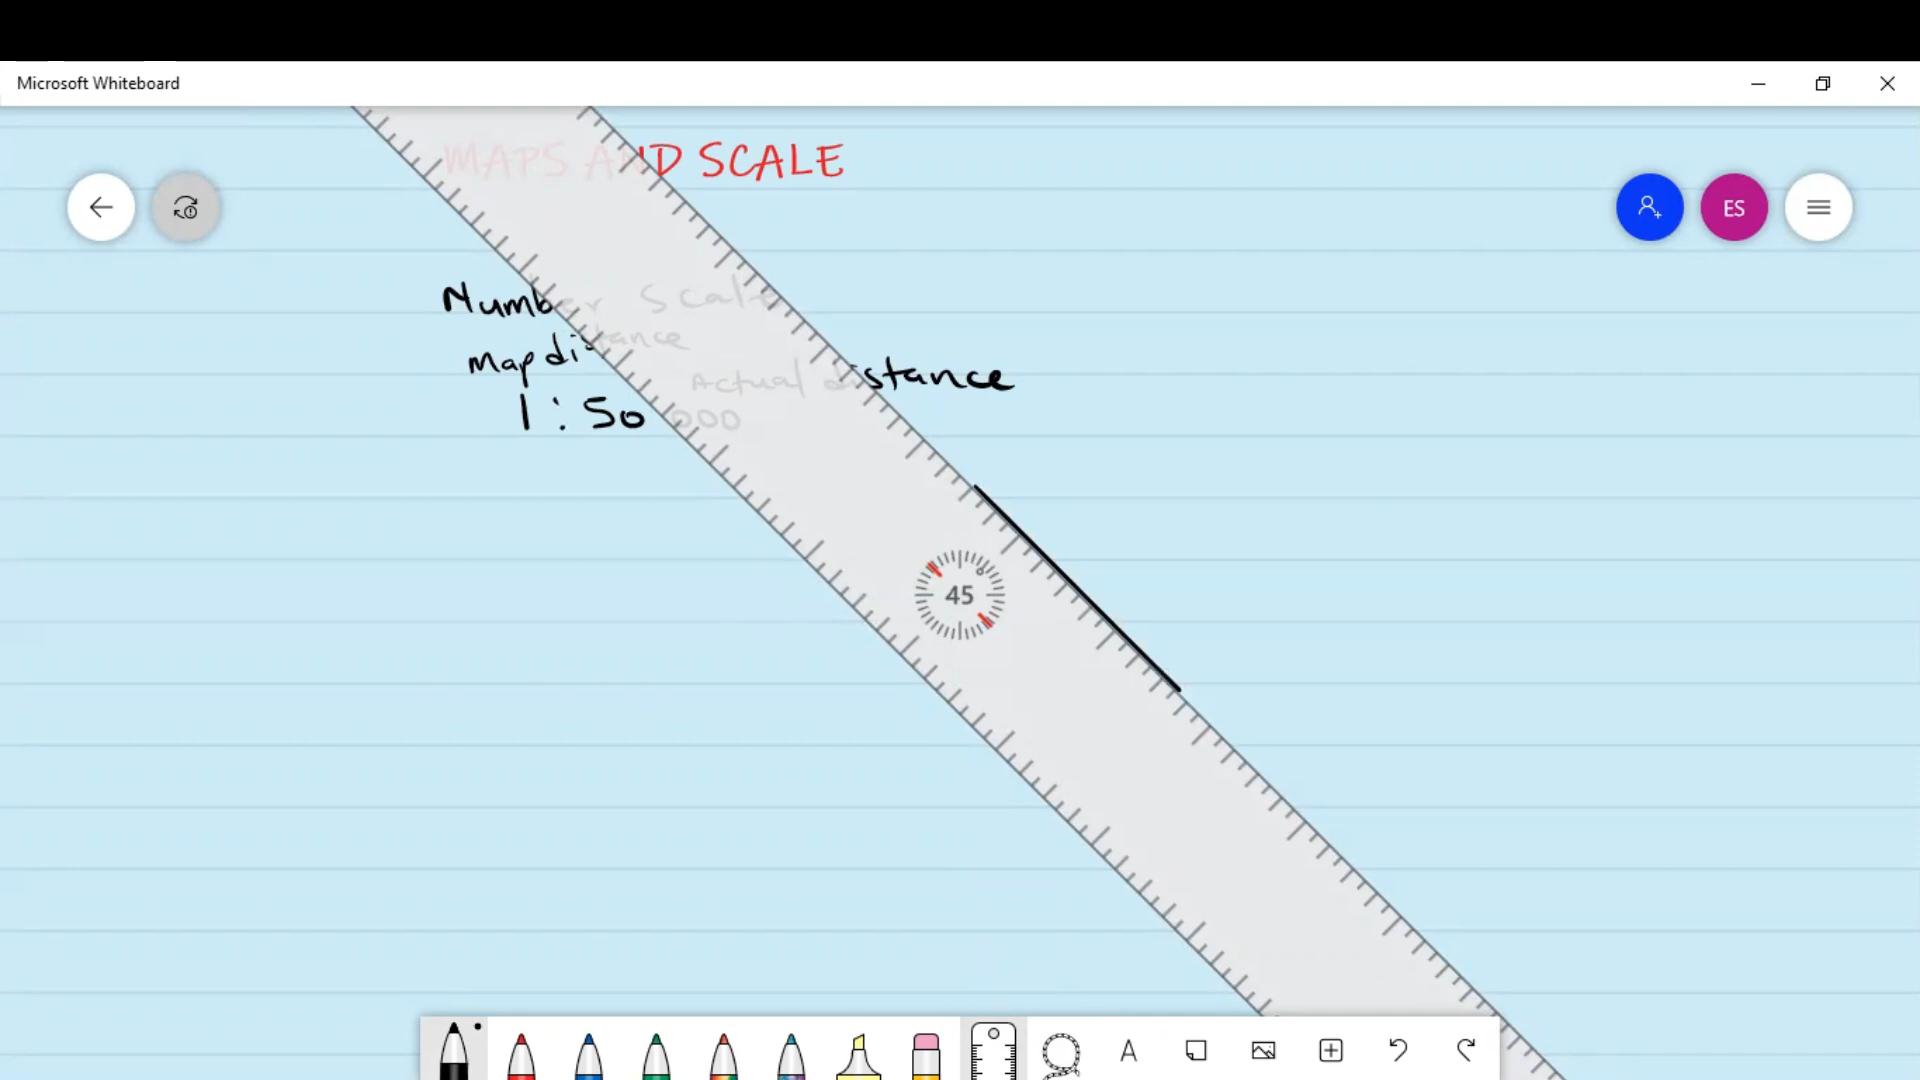 Microsoft Whiteboard
MAPS AND SCALE
ES
Number Scale
Map distance
Actual distance
1 : 50 000
45
A